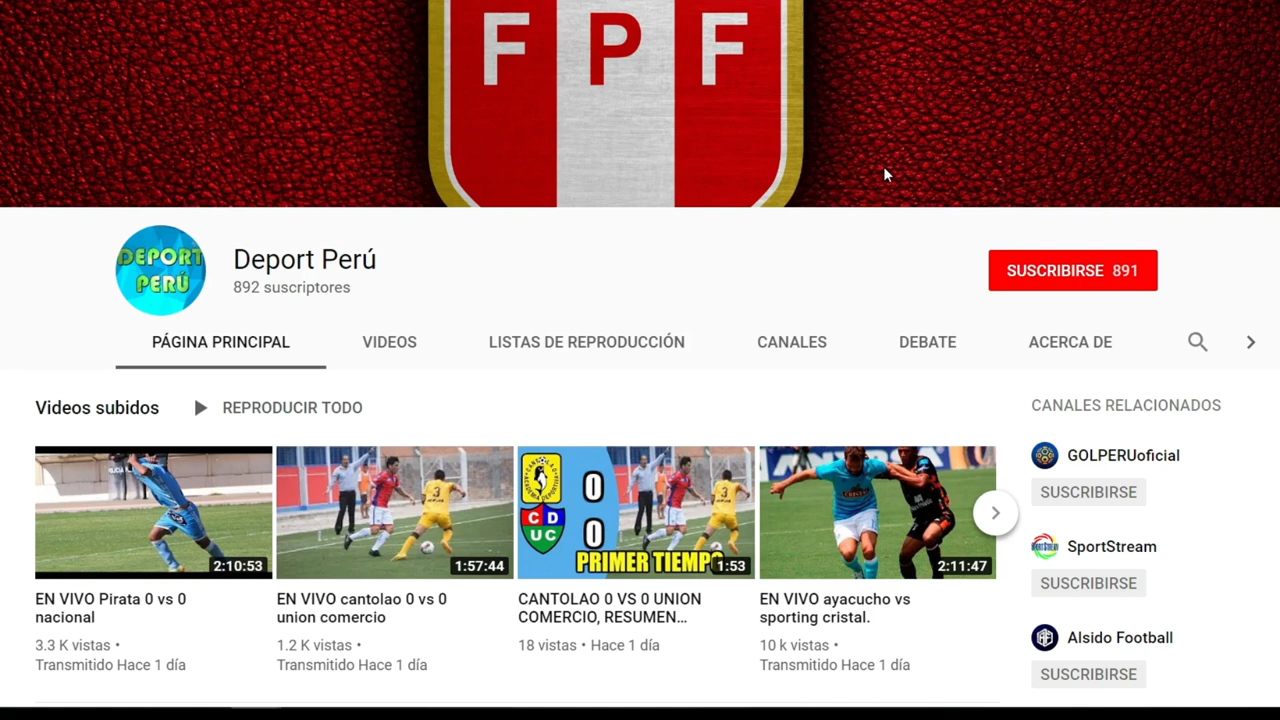 F P F
DEPORT
PERÚ
Deport Perú
892 suscriptores
SUSCRIBIRSE 891
PÁGINA PRINCIPAL
VIDEOS
LISTAS DE REPRODUCCIÓN
CANALES
DEBATE
ACERCA DE
Videos subidos
REPRODUCIR TODO
2:10:53
EN VIVO Pirata 0 vs 0
nacional
3.3 K vistas •
Transmitido Hace 1 día
3
1:57:44
EN VIVO cantolao 0 vs 0
union comercio
1.2 K vistas •
Transmitido Hace 1 día
0
C D
U C
0
3
PRIMER TIEMPO
1:53
CANTOLAO 0 VS 0 UNION
COMERCIO, RESUMEN...
18 vistas • Hace 1 día
2:11:47
EN VIVO ayacucho vs
sporting cristal.
10 k vistas •
Transmitido Hace 1 día
CANALES RELACIONADOS
GOLPERUoficial
SUSCRIBIRSE
SportStream
SUSCRIBIRSE
Alsido Football
SUSCRIBIRSE